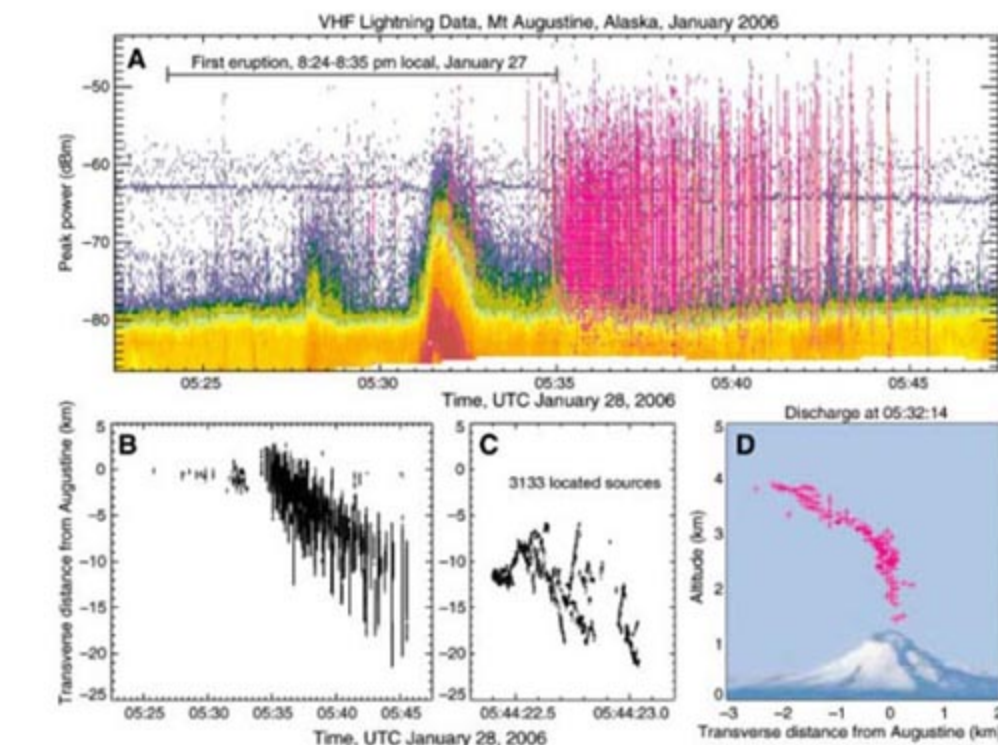 VHF Lightning Data, Mt Augustine, Alaska, January 2006
A
First eruption, 8:24-8:35 pm local, January 27
Peak power (dBm)
−50
−60
−70
−80
05:25 05:30 05:35 05:40 05:45
Time, UTC January 28, 2006
B
Transverse distance from Augustine (km)
5
0
−5
−10
−15
−20
−25
05:25 05:30 05:35 05:40 05:45
Time, UTC January 28, 2006
C
3133 located sources
5
0
−5
−10
−15
−20
−25
05:44:22.5 05:44:23.0
Discharge at 05:32:14
D
Altitude (km)
5
4
3
2
1
0
−3 −2 −1 0 1 2
Transverse distance from Augustine (km